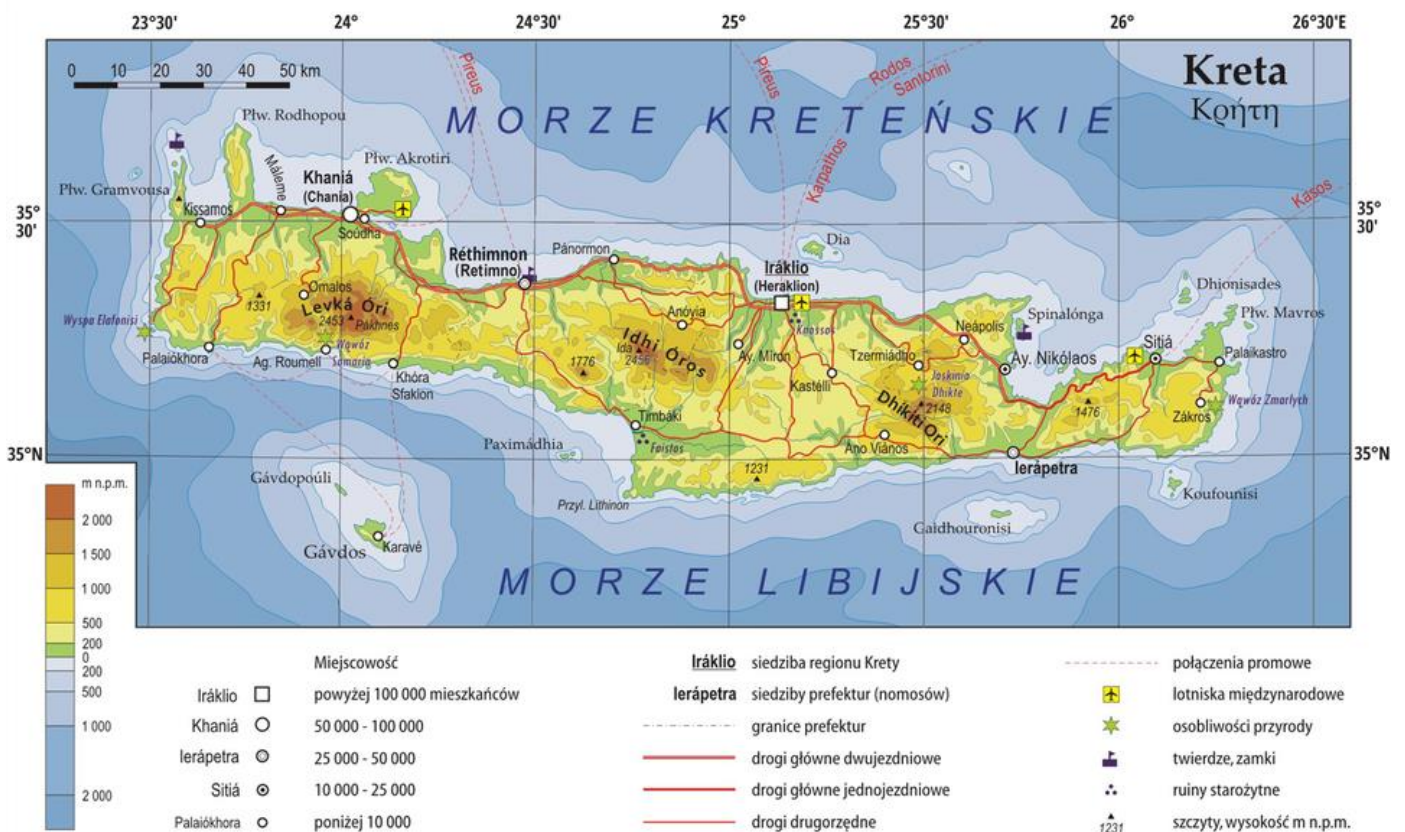 23°30' 24° 24°30' 25° 25°30' 26° 26°30'E
0 10 20 30 40 50 km
Kreta
Κρήτη
Pireus
Pireus
Rodos
Santorini
MORZE KRETEŃSKIE
Karpathos
Kasos
Płw. Rodhopou
Płw. Akrotiri
Płw. Gramvousa
Máleme
Khaniá
(Chania)
Kissamos
Soúdha
35°
30'
35°
30'
Réthimnon
(Retimno)
Pánormon
Dia
Iráklio
(Heraklion)
Knossos
Dhionisades
Płw. Mavros
Spinalónga
Neápolis
Sitiá
Palaikastro
Omalos
Levká Óri
1331
2453
Pákhnes
Wyspa Elafonisi
Palaiókhora
Ag. Roumell
Wąwóz
Samaria
Khóra
Sfakion
Anóvia
Idhi Oros
Ida
2456
1776
Ay. Miron
Tzermiádho
Kastélli
Jaskinia
Dhikte
Dhíkiti Ori
2148
Ay. Nikólaos
1476
Zákros
Wąwóz Zmarłych
Timbáki
Faistos
Paximádhia
Ano Viános
Ierápetra
35°N
35°N
1231
Przyl. Líthinon
Gávdopoúli
Gávdos
Karavé
Gaidhouronisi
Koufounisi
MORZE LIBIJSKIE
m n.p.m.
2 000
1 500
1 000
500
200
0
200
500
1 000
2 000
Miejscowość
Iráklio powyżej 100 000 mieszkańców
Khaniá 50 000 - 100 000
Ierápetra 25 000 - 50 000
Sitiá 10 000 - 25 000
Palaiókhora poniżej 10 000
Iráklio siedziba regionu Krety
Ierápetra siedziby prefektur (nomosów)
granice prefektur
drogi główne dwujezdniowe
drogi główne jednojezdniowe
drogi drugorzędne
połączenia promowe
lotniska międzynarodowe
osobliwości przyrody
twierdze, zamki
ruiny starożytne
1231 szczyty, wysokość m n.p.m.